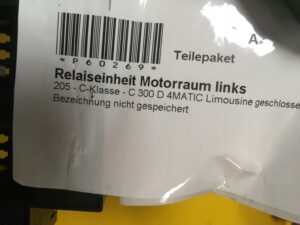 A
Teilepaket
*P60269*
Relaiseinheit Motorraum links
205 - C-Klasse - C 300 D 4MATIC Limousine geschlosse
Bezeichnung nicht gespeichert